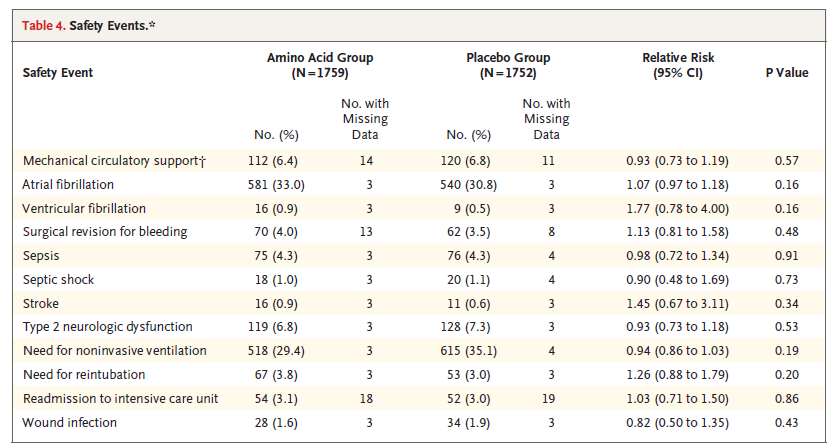 Table 4. Safety Events.*
Safety Event Amino Acid Group (N=1759) Placebo Group (N=1752) Relative Risk (95% CI) P Value
No. (%) No. with Missing Data No. (%) No. with Missing Data
Mechanical circulatory support† 112 (6.4) 14 120 (6.8) 11 0.93 (0.73 to 1.19) 0.57
Atrial fibrillation 581 (33.0) 3 540 (30.8) 3 1.07 (0.97 to 1.18) 0.16
Ventricular fibrillation 16 (0.9) 3 9 (0.5) 3 1.77 (0.78 to 4.00) 0.16
Surgical revision for bleeding 70 (4.0) 13 62 (3.5) 8 1.13 (0.81 to 1.58) 0.48
Sepsis 75 (4.3) 3 76 (4.3) 4 0.98 (0.72 to 1.34) 0.91
Septic shock 18 (1.0) 3 20 (1.1) 4 0.90 (0.48 to 1.69) 0.73
Stroke 16 (0.9) 3 11 (0.6) 3 1.45 (0.67 to 3.11) 0.34
Type 2 neurologic dysfunction 119 (6.8) 3 128 (7.3) 3 0.93 (0.73 to 1.18) 0.53
Need for noninvasive ventilation 518 (29.4) 3 615 (35.1) 4 0.94 (0.86 to 1.03) 0.19
Need for reintubation 67 (3.8) 3 53 (3.0) 3 1.26 (0.88 to 1.79) 0.20
Readmission to intensive care unit 54 (3.1) 18 52 (3.0) 19 1.03 (0.71 to 1.50) 0.86
Wound infection 28 (1.6) 3 34 (1.9) 3 0.82 (0.50 to 1.35) 0.43